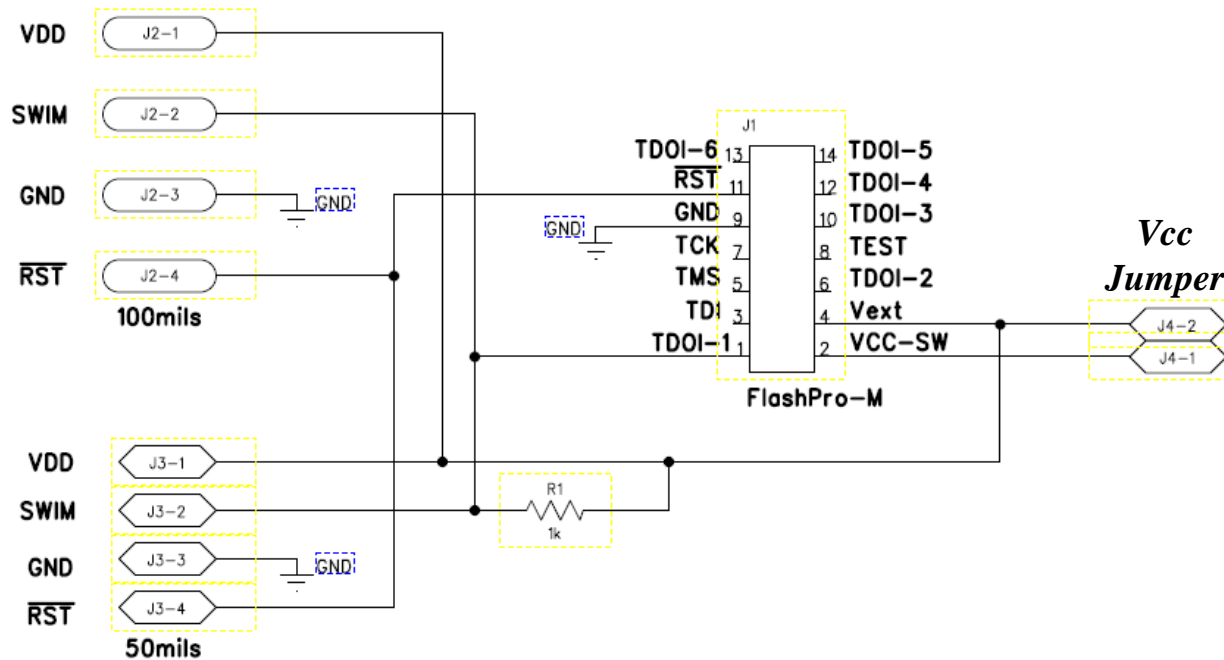 VDD J2-1
SWIM J2-2
GND J2-3 GND
RST J2-4
100mils
J1
TDOI-6 13 14 TDOI-5
RST 11 12 TDOI-4
GND GND 9 10 TDOI-3
TCK 7 8 TEST
TMS 5 6 TDOI-2
TDI 3 4 Vext
TDOI-1 1 2 VCC-SW
FlashPro-M
Vcc
Jumper
J4-2
J4-1
VDD J3-1
SWIM J3-2
R1
1k
GND J3-3 GND
RST J3-4
50mils